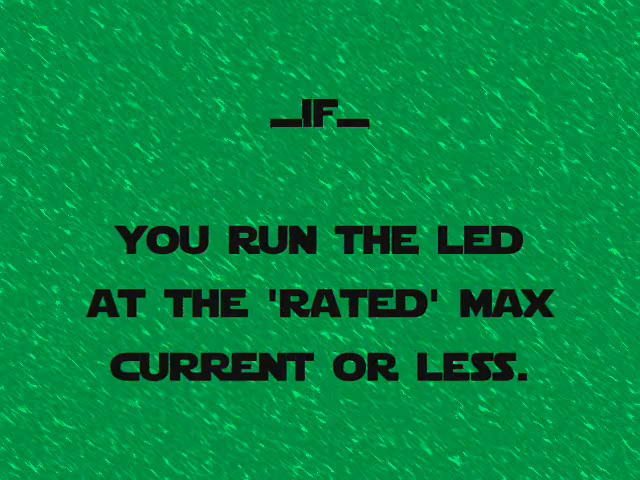 _IF_
YOU RUN THE LED
AT THE 'RATED' MAX
CURRENT OR LESS.